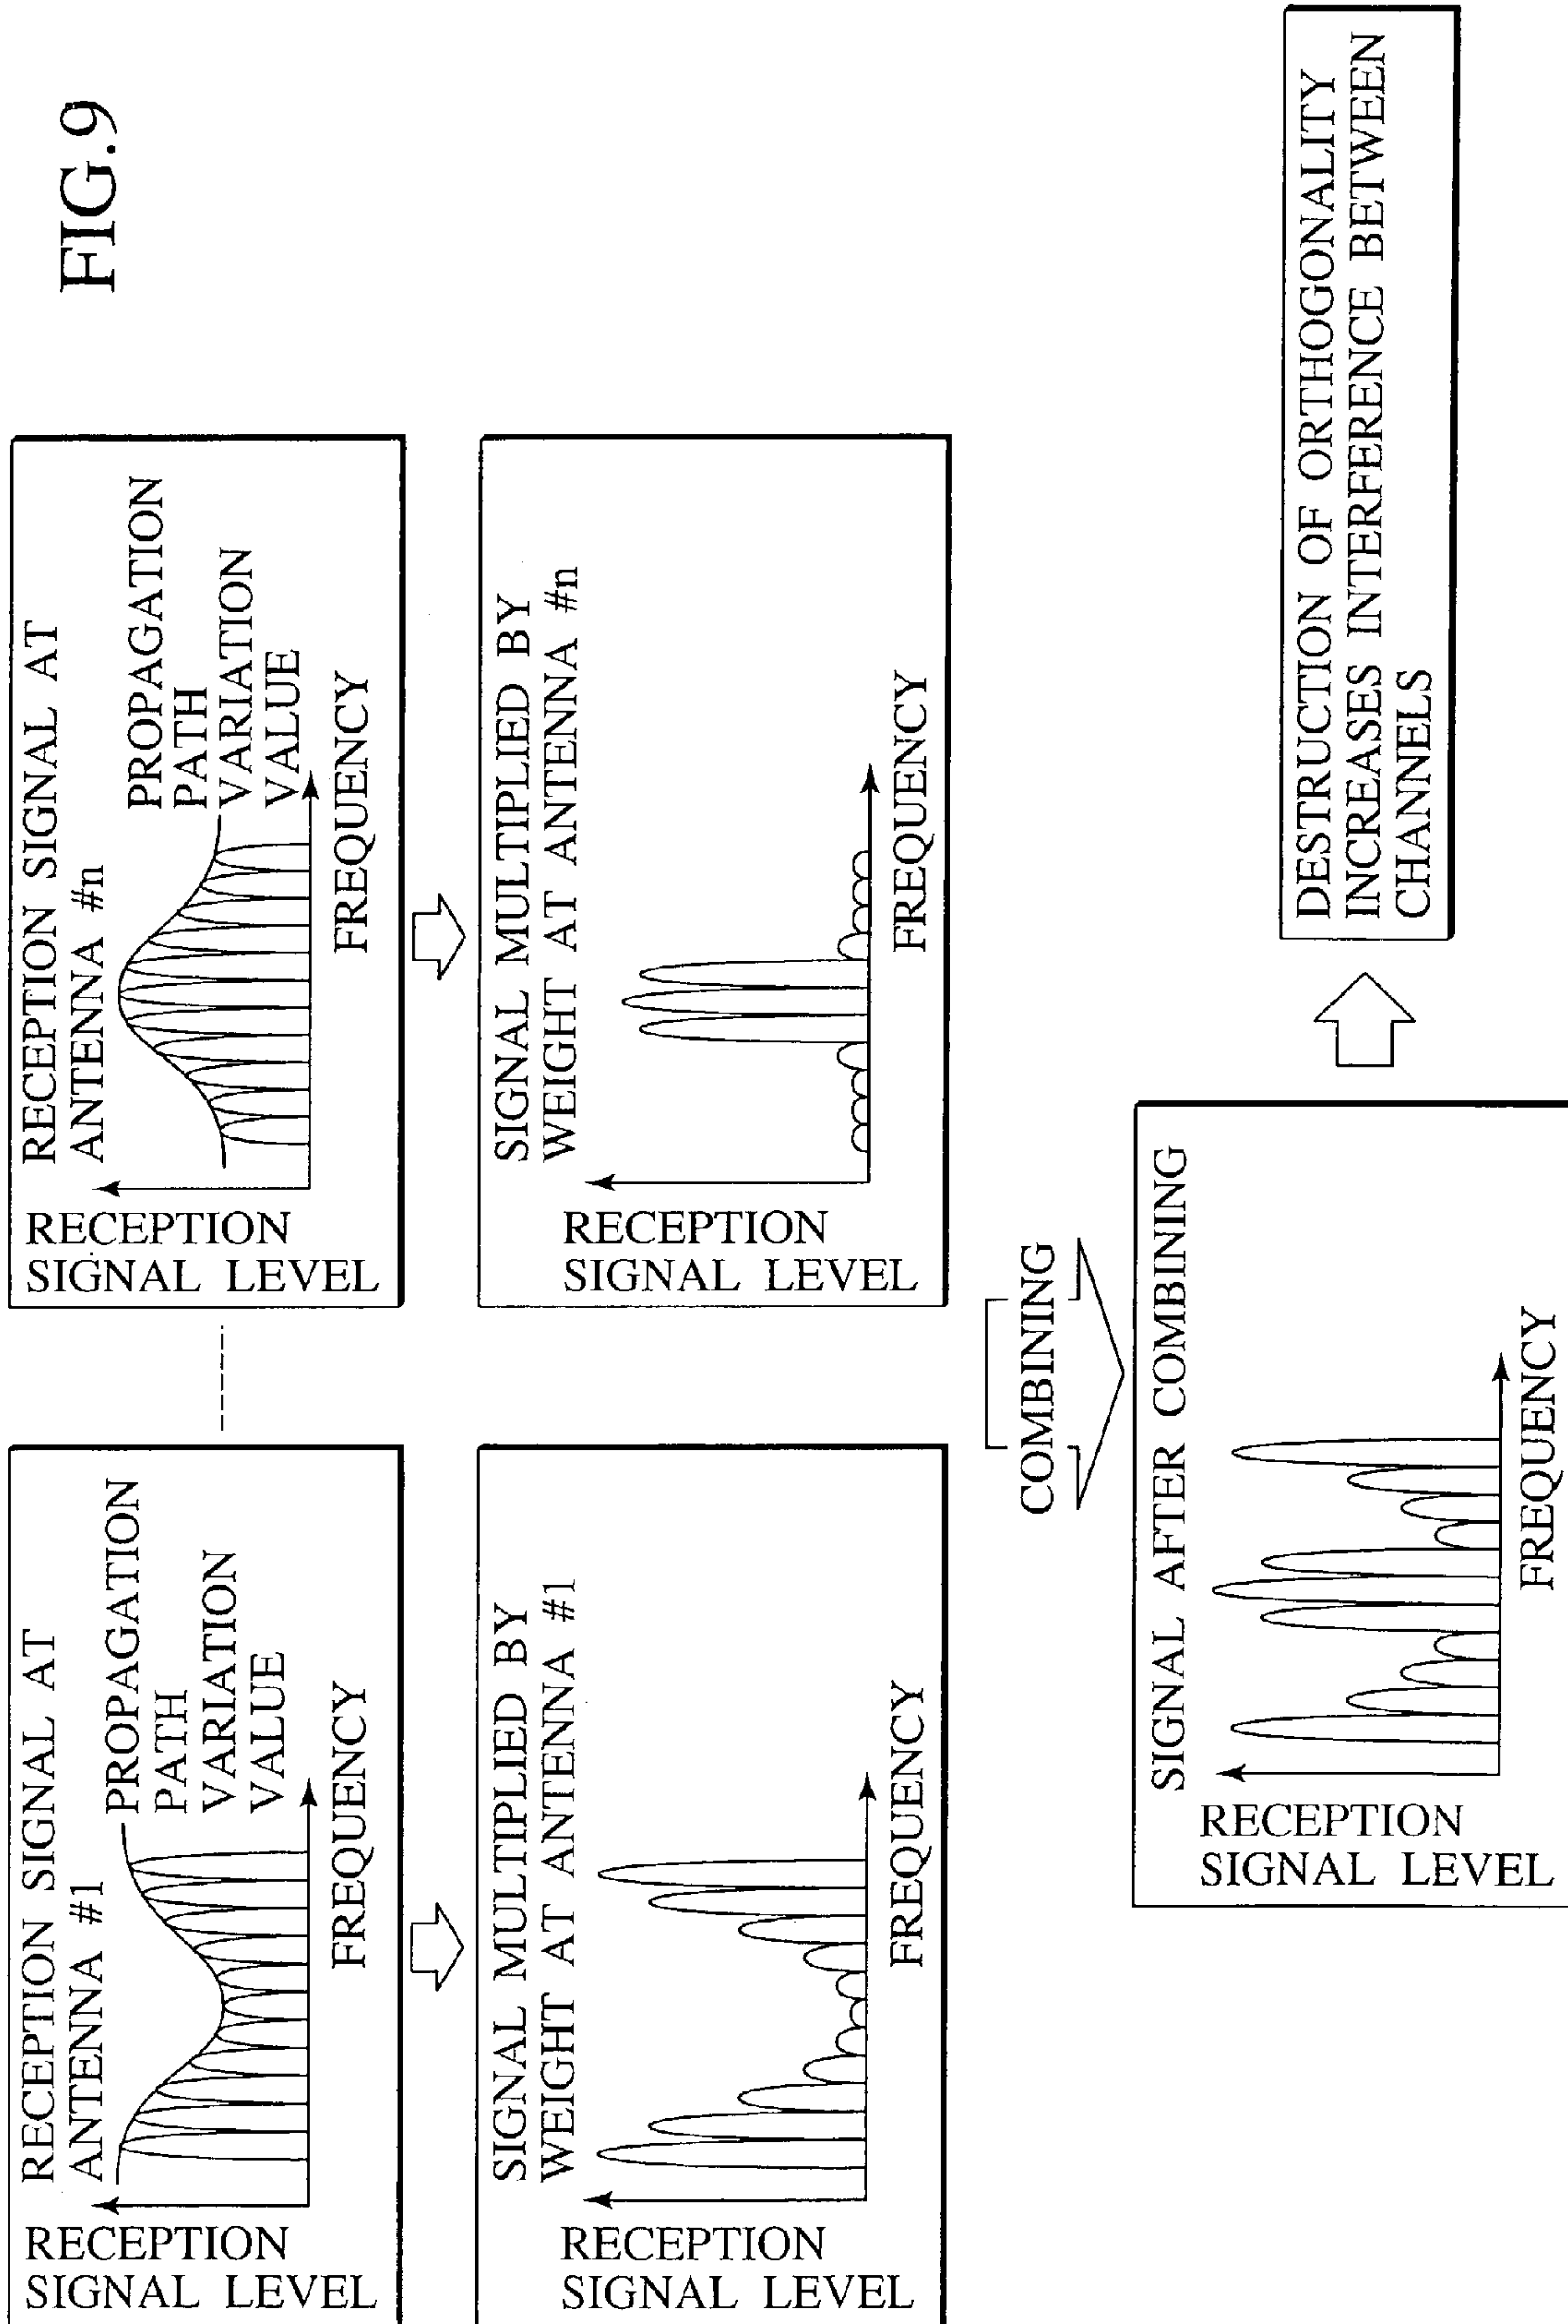 FIG.9
RECEPTION SIGNAL AT
ANTENNA #1
RECEPTION
SIGNAL LEVEL
PROPAGATION
PATH
VARIATION
VALUE
FREQUENCY
RECEPTION SIGNAL AT
ANTENNA #n
RECEPTION
SIGNAL LEVEL
PROPAGATION
PATH
VARIATION
VALUE
FREQUENCY
SIGNAL MULTIPLIED BY
WEIGHT AT ANTENNA #1
RECEPTION
SIGNAL LEVEL
FREQUENCY
SIGNAL MULTIPLIED BY
WEIGHT AT ANTENNA #n
RECEPTION
SIGNAL LEVEL
FREQUENCY
COMBINING
SIGNAL AFTER COMBINING
RECEPTION
SIGNAL LEVEL
FREQUENCY
DESTRUCTION OF ORTHOGONALITY
INCREASES INTERFERENCE BETWEEN
CHANNELS